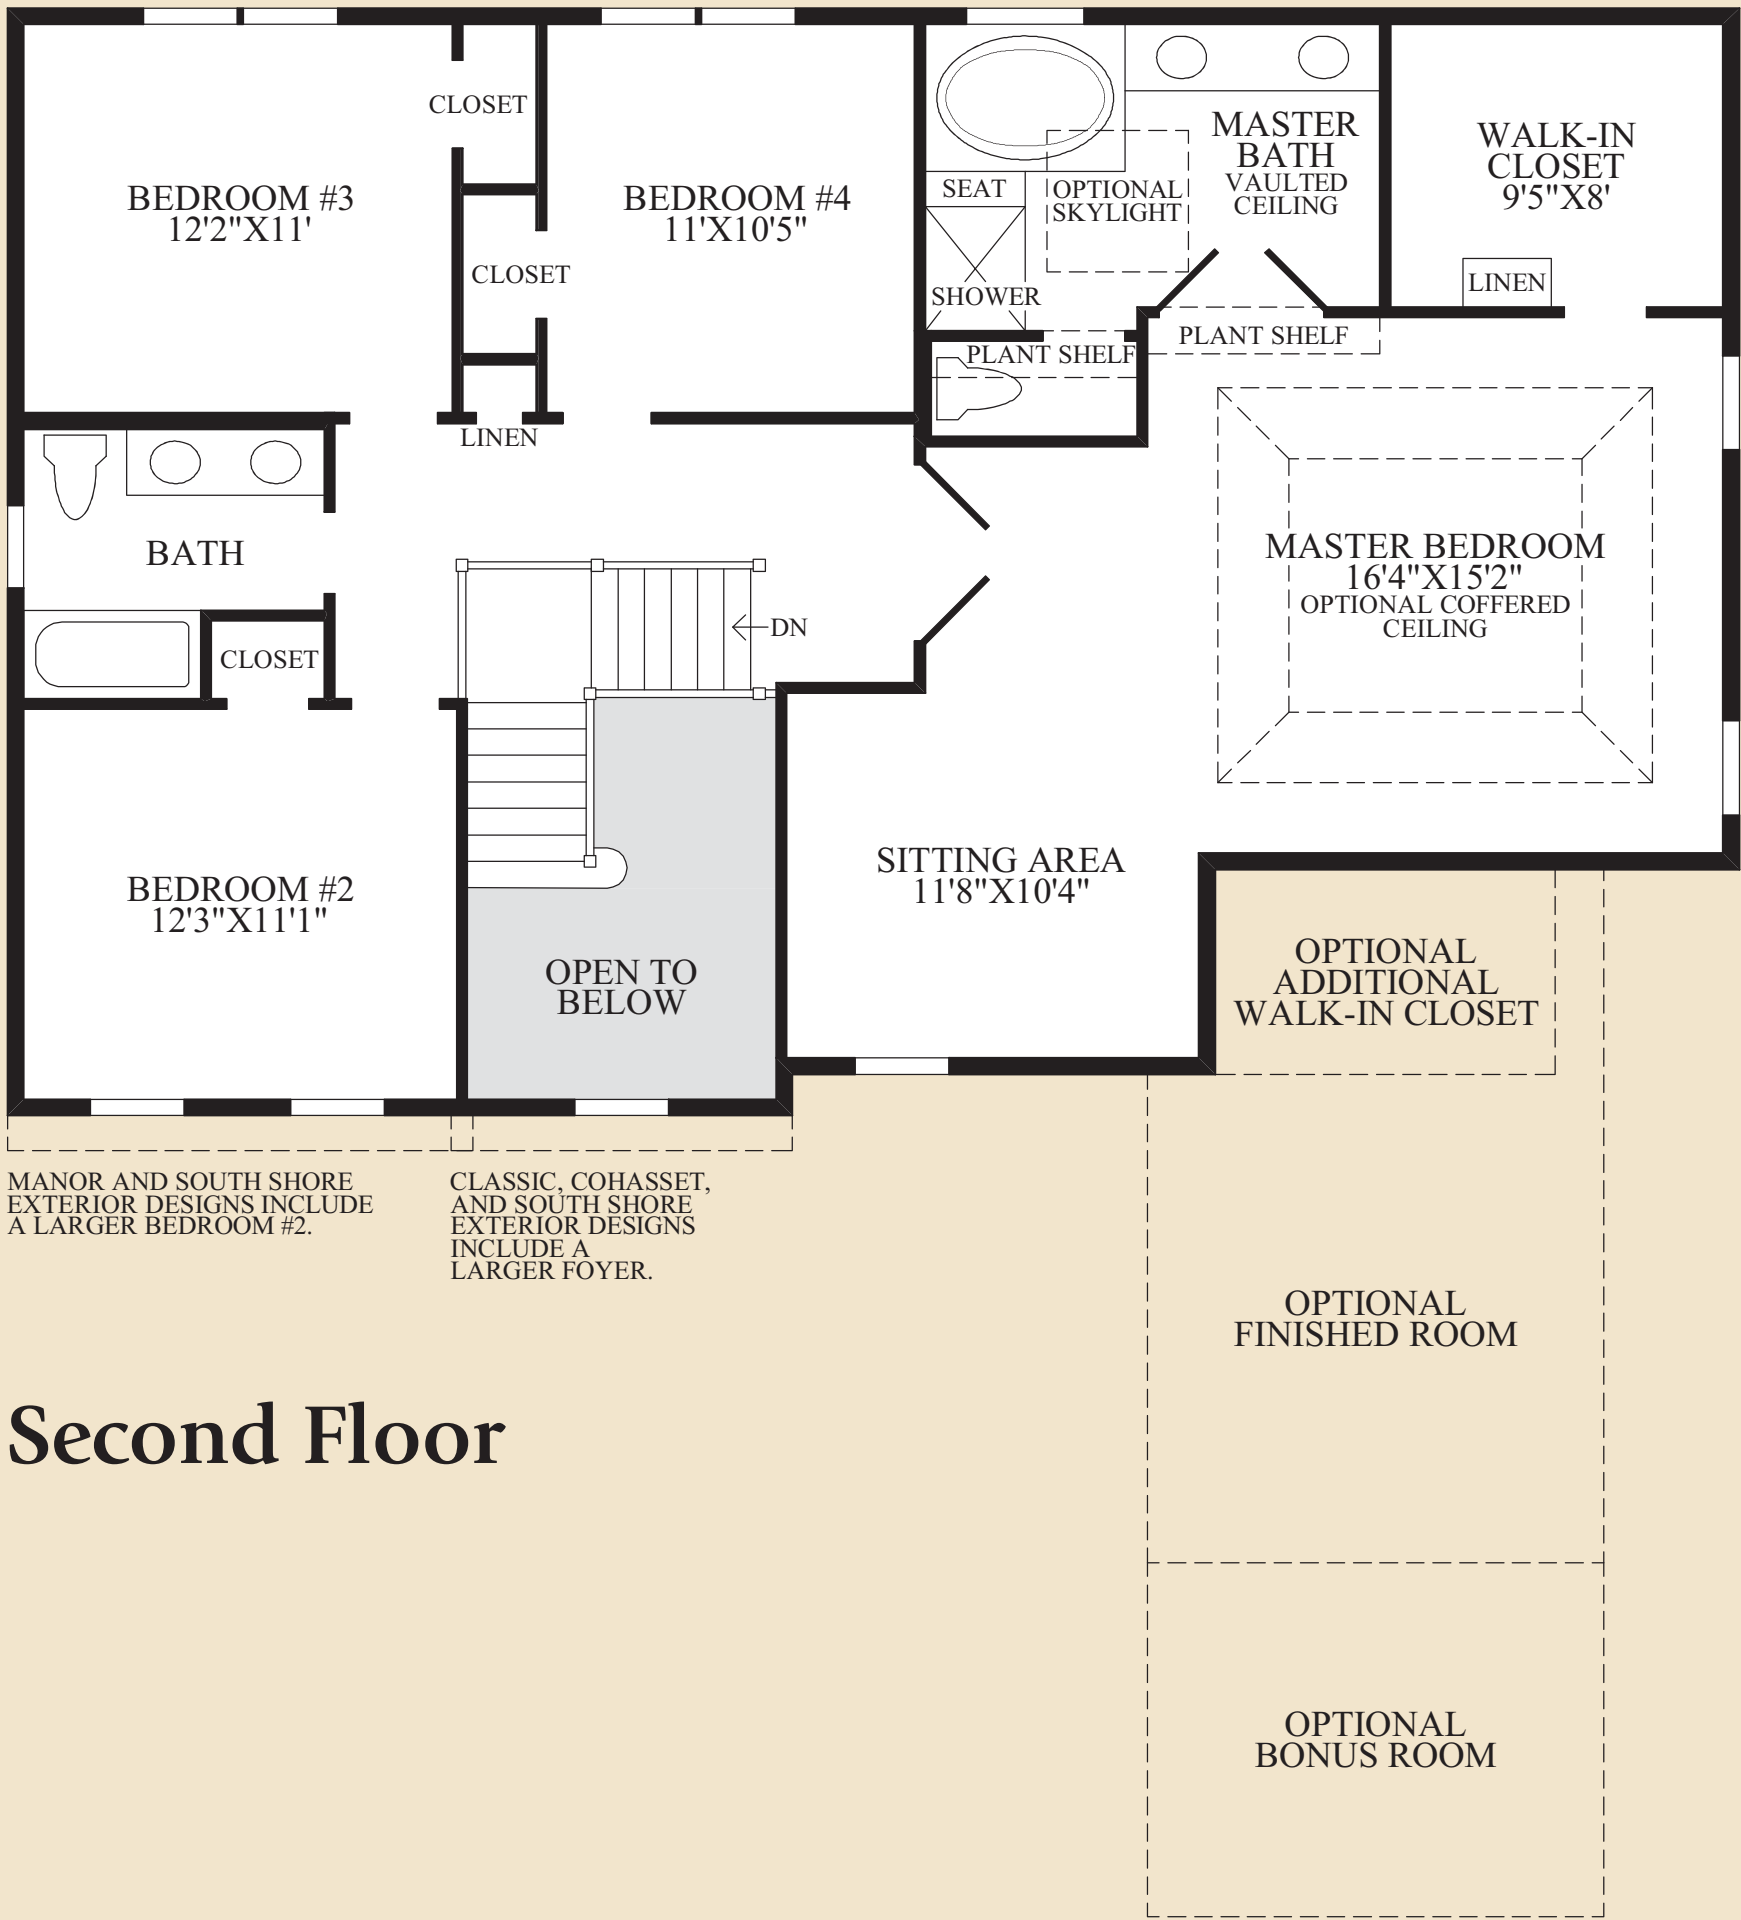 CLOSET
BEDROOM #3
12'2"X11'
BEDROOM #4
11'X10'5"
CLOSET
LINEN
MASTER
BATH
VAULTED
CEILING
SEAT
OPTIONAL
SKYLIGHT
SHOWER
PLANT SHELF
PLANT SHELF
WALK-IN
CLOSET
9'5"X8'
LINEN
BATH
CLOSET
DN
MASTER BEDROOM
16'4"X15'2"
OPTIONAL COFFERED
CEILING
BEDROOM #2
12'3"X11'1"
OPEN TO
BELOW
SITTING AREA
11'8"X10'4"
OPTIONAL
ADDITIONAL
WALK-IN CLOSET
MANOR AND SOUTH SHORE
EXTERIOR DESIGNS INCLUDE
A LARGER BEDROOM #2.
CLASSIC, COHASSET,
AND SOUTH SHORE
EXTERIOR DESIGNS
INCLUDE A
LARGER FOYER.
OPTIONAL
FINISHED ROOM
Second Floor
OPTIONAL
BONUS ROOM